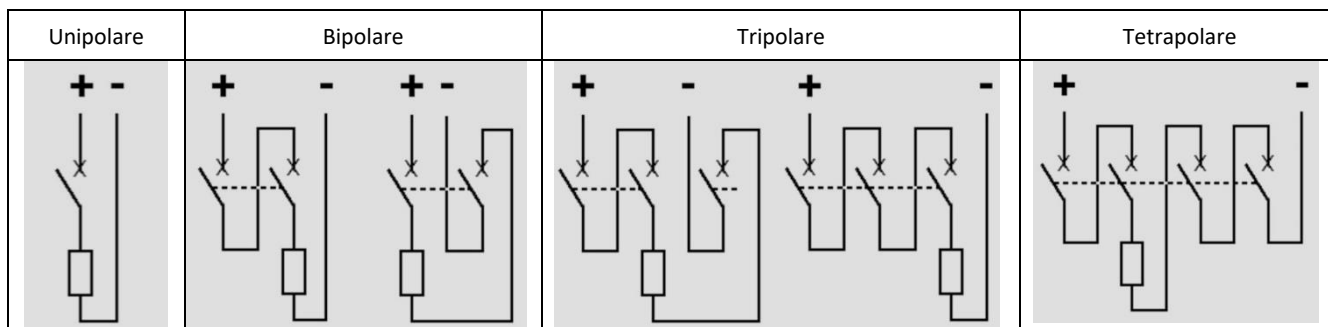 Unipolare Bipolare Tripolare Tetrapolare
+ - + - + - + - + - + -